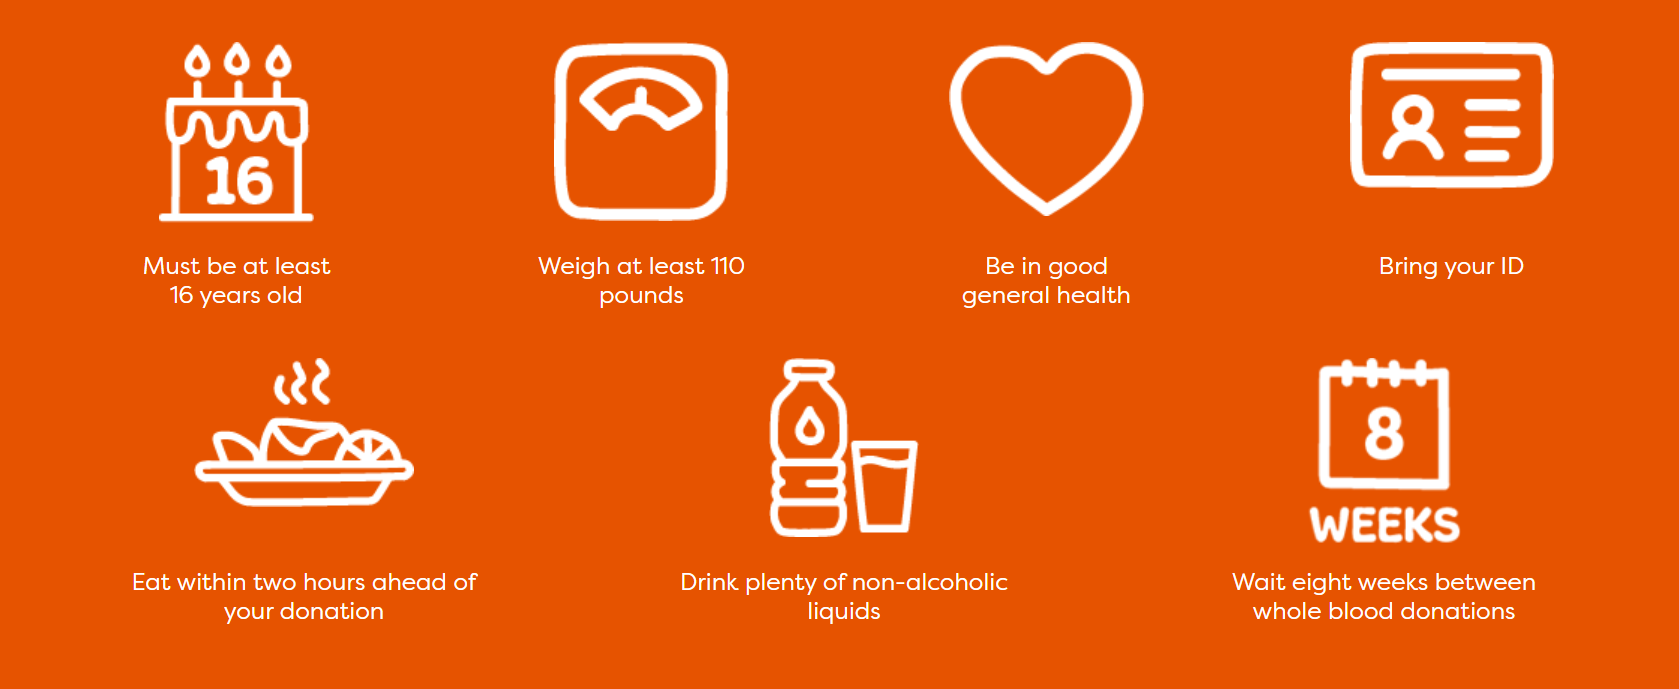 16
Must be at least
16 years old
Weigh at least 110
pounds
Be in good
general health
Bring your ID
Eat within two hours ahead of
your donation
Drink plenty of non-alcoholic
liquids
8
WEEKS
Wait eight weeks between
whole blood donations